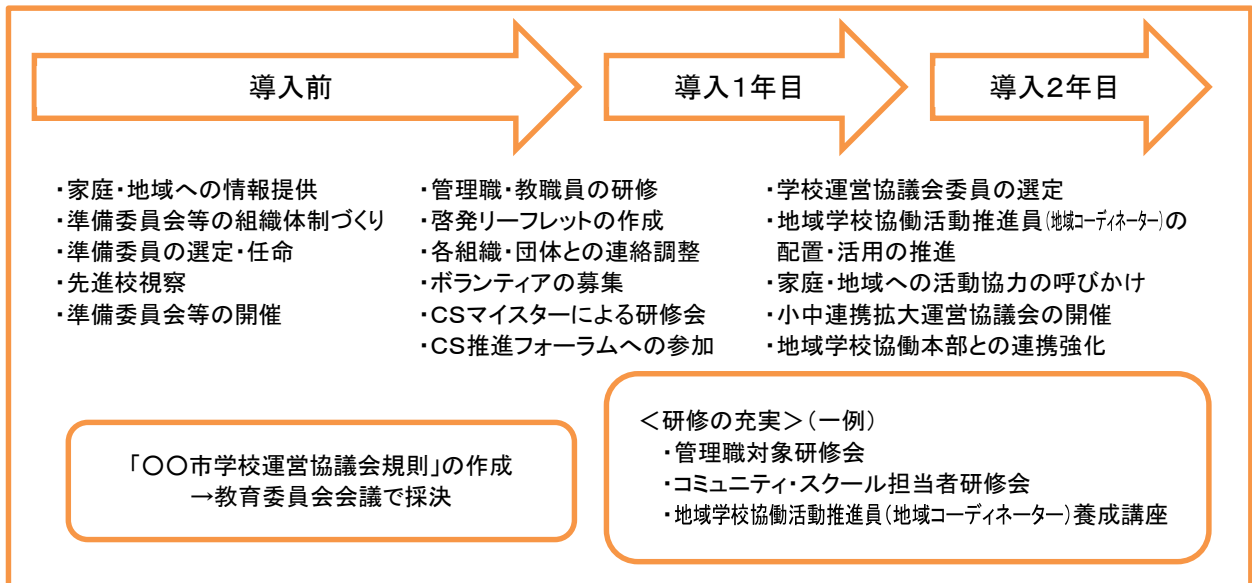 導入前
導入1年目
導入2年目
・家庭・地域への情報提供
・準備委員会等の組織体制づくり
・準備委員の選定・任命
・先進校視察
・準備委員会等の開催
・管理職・教職員の研修
・啓発リーフレットの作成
・各組織・団体との連絡調整
・ボランティアの募集
・CSマイスターによる研修会
・CS推進フォーラムへの参加
・学校運営協議会委員の選定
・地域学校協働活動推進員(地域コーディネーター)の
配置・活用の推進
・家庭・地域への活動協力の呼びかけ
・小中連携拡大運営協議会の開催
・地域学校協働本部との連携強化
「〇〇市学校運営協議会規則」の作成
→教育委員会会議で採決
＜研修の充実＞(一例)
・管理職対象研修会
・コミュニティ・スクール担当者研修会
・地域学校協働活動推進員(地域コーディネーター)養成講座